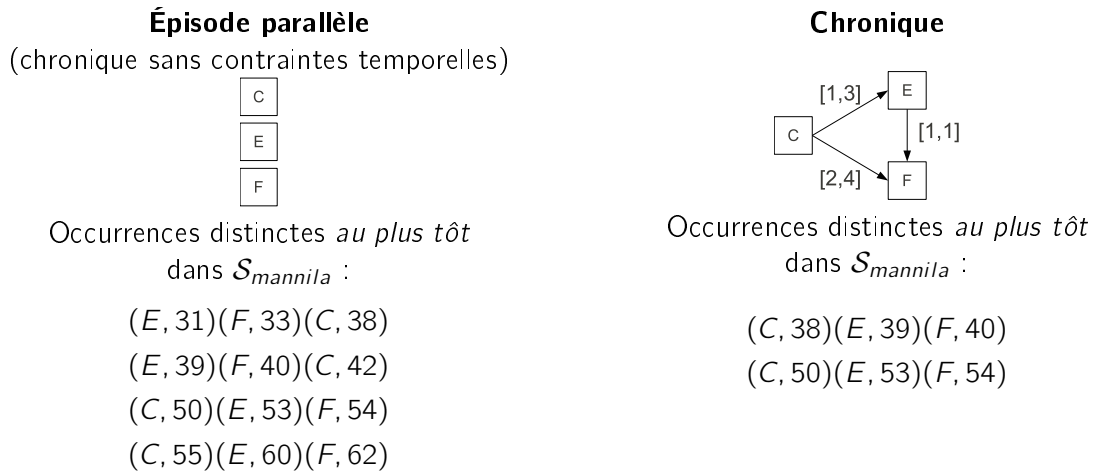 Épisode parallèle
(chronique sans contraintes temporelles)
C
E
F
Occurrences distinctes au plus tôt
dans Smannila :
(E, 31)(F, 33)(C, 38)
(E, 39)(F, 40)(C, 42)
(C, 50)(E, 53)(F, 54)
(C, 55)(E, 60)(F, 62)
Chronique
[1,3]
E
C
[1,1]
[2,4]
F
Occurrences distinctes au plus tôt
dans Smannila :
(C, 38)(E, 39)(F, 40)
(C, 50)(E, 53)(F, 54)